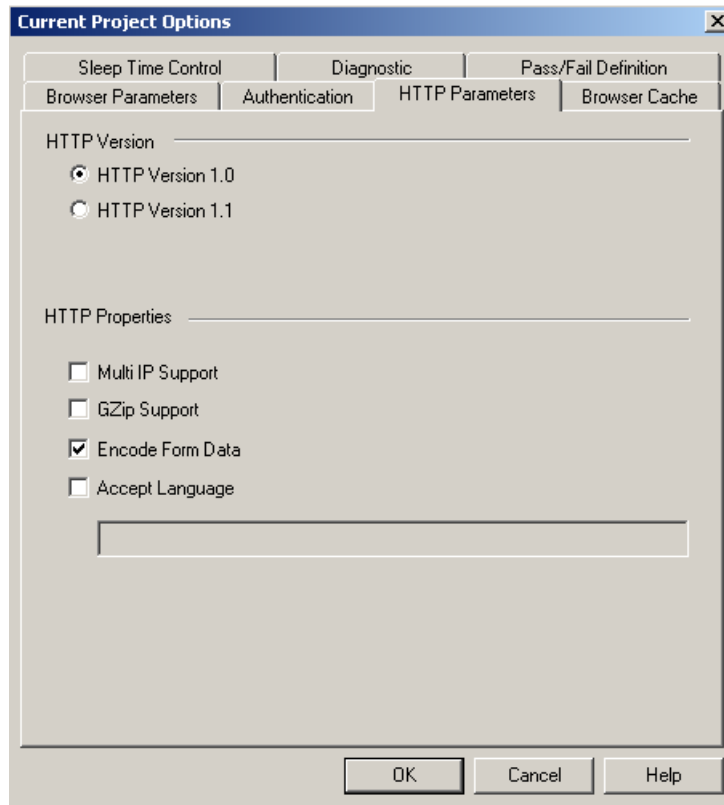 Current Project Options
Sleep Time Control Diagnostic Pass/Fail Definition
Browser Parameters Authentication HTTP Parameters Browser Cache
HTTP Version
HTTP Version 1.0
HTTP Version 1.1
HTTP Properties
Multi IP Support
GZip Support
Encode Form Data
Accept Language
OK Cancel Help